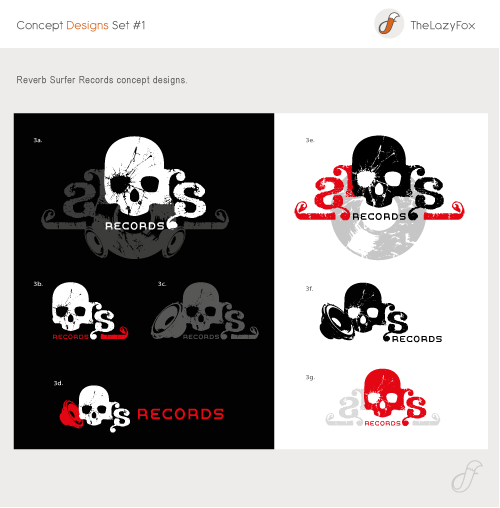 Concept Designs Set #1
TheLazyFox
Reverb Surfer Records concept designs.
3a.
a s
RECORDS
3e.
a s
RECORDS
3b.
s
RECORDS
3c.
s
RECORDS
3f.
s
RECORDS
3d.
s RECORDS
3g.
a s
RECORDS